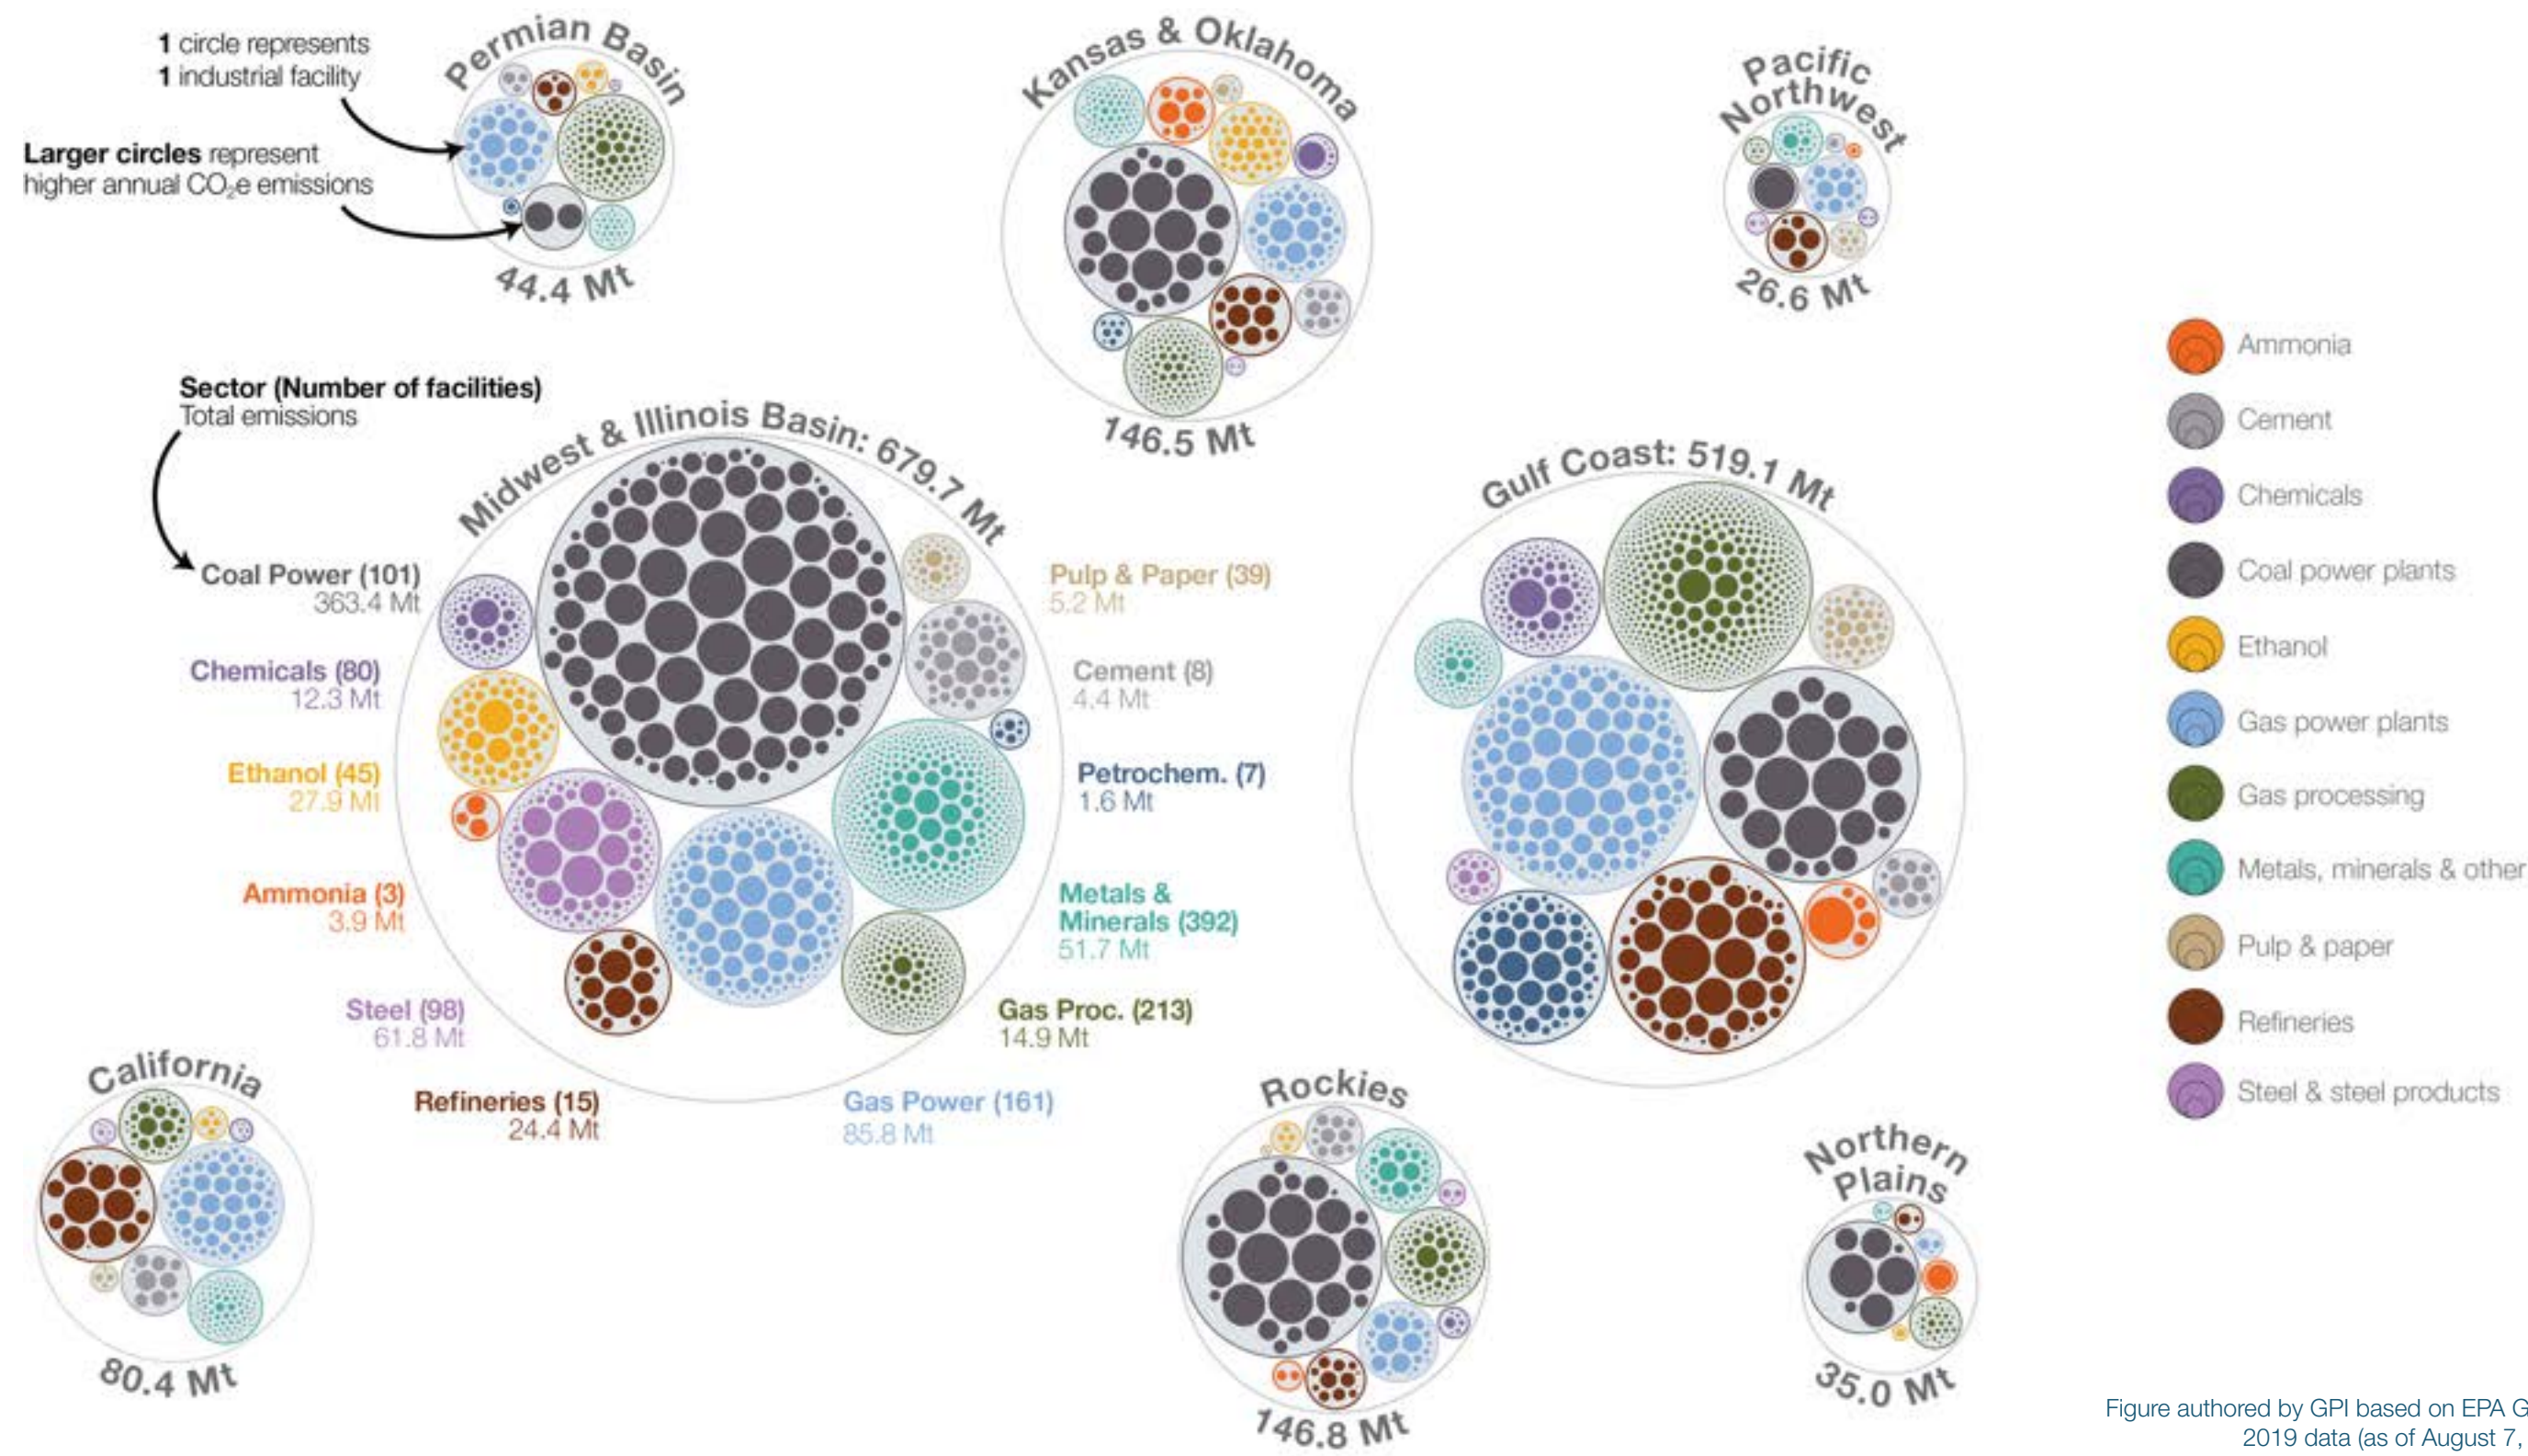 1 circle represents
1 industrial facility
Larger circles represent
higher annual CO₂e emissions
Permian Basin
44.4 Mt
Kansas & Oklahoma
146.5 Mt
Pacific
Northwest
26.6 Mt
Sector (Number of facilities)
Total emissions
Midwest & Illinois Basin: 679.7 Mt
Coal Power (101)
363.4 Mt
Chemicals (80)
12.3 Mt
Ethanol (45)
27.9 Mt
Ammonia (3)
3.9 Mt
Steel (98)
61.8 Mt
Refineries (15)
24.4 Mt
Pulp & Paper (39)
5.2 Mt
Cement (8)
4.4 Mt
Petrochem. (7)
1.6 Mt
Metals &
Minerals (392)
51.7 Mt
Gas Proc. (213)
14.9 Mt
Gas Power (161)
85.8 Mt
Gulf Coast: 519.1 Mt
California
80.4 Mt
Rockies
146.8 Mt
Northern
Plains
35.0 Mt
Ammonia
Cement
Chemicals
Coal power plants
Ethanol
Gas power plants
Gas processing
Metals, minerals & other
Pulp & paper
Refineries
Steel & steel products
Figure authored by GPI based on EPA G
2019 data (as of August 7,